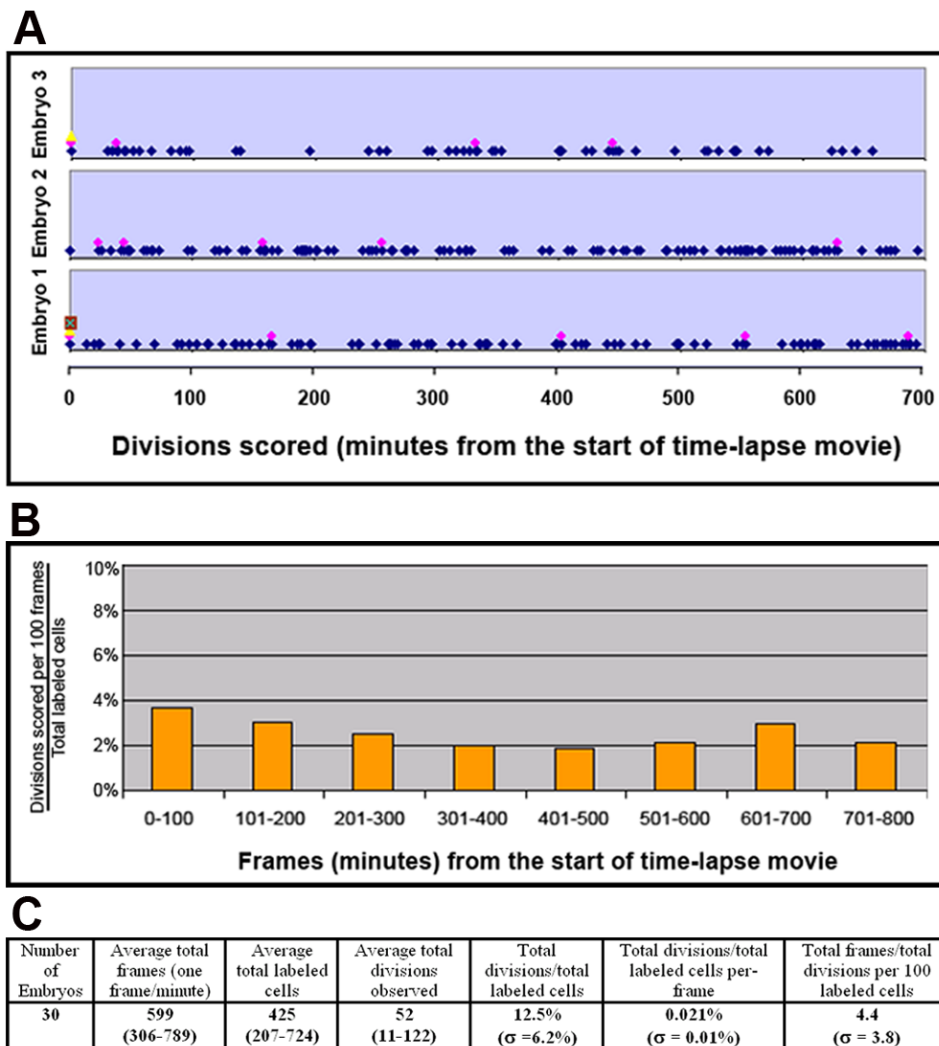 A
Embryo 3
Embryo 2
Embryo 1
0 100 200 300 400 500 600 700
Divisions scored (minutes from the start of time-lapse movie)
B
Divisions scored per 100 frames
Total labeled cells
10%
8%
6%
4%
2%
0%
0-100 101-200 201-300 301-400 401-500 501-600 601-700 701-800
Frames (minutes) from the start of time-lapse movie
C
Number of Embryos
Average total frames (one frame/minute)
Average total labeled cells
Average total divisions observed
Total divisions/total labeled cells
Total divisions/total labeled cells per-frame
Total frames/total divisions per 100 labeled cells
30 599 425 52 12.5% 0.021% 4.4
(306-789) (207-724) (11-122) (σ =6.2%) (σ = 0.01%) (σ = 3.8)